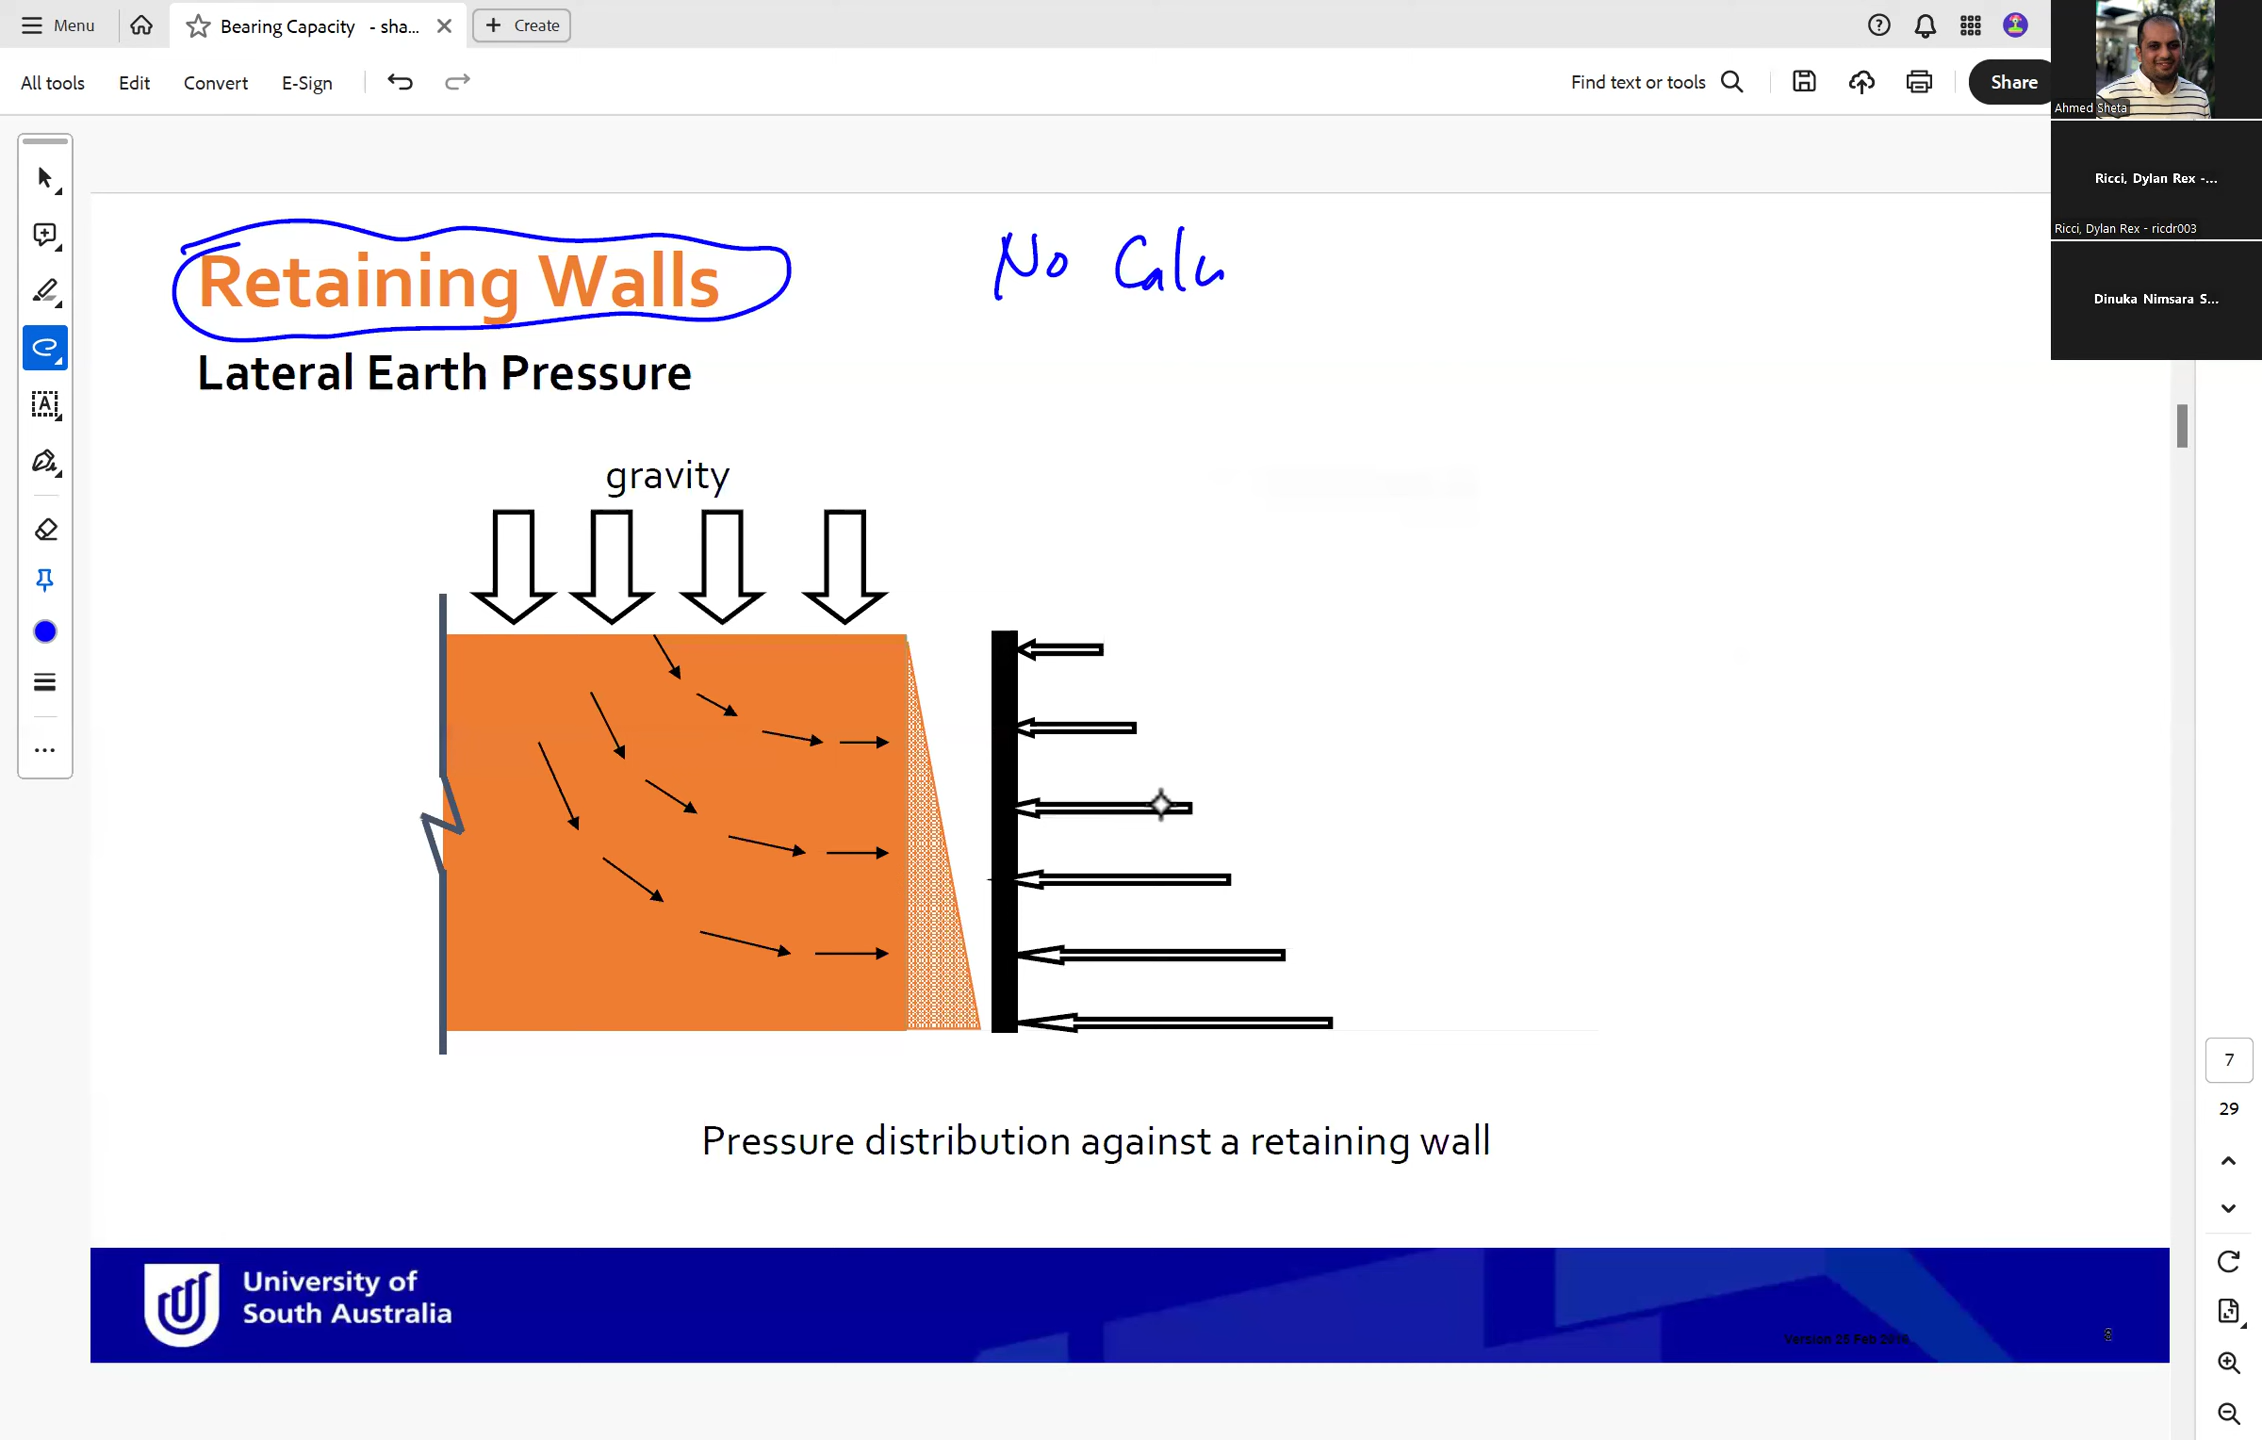 Menu
Bearing Capacity - sha...
Create
All tools
Edit
Convert
E-Sign
Find text or tools
Share
Ahmed Sheta
Ricci, Dylan Rex -...
Ricci, Dylan Rex - ricdr003
Dinuka Nimsara S...
Retaining Walls
No Calc
Lateral Earth Pressure
gravity
Pressure distribution against a retaining wall
University of
South Australia
7
29